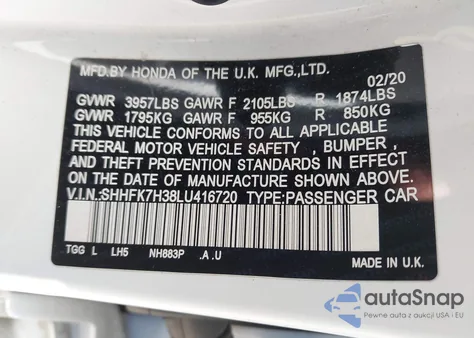 MFD.BY HONDA OF THE U.K. MFG.,LTD.
02/20
GVWR 3957LBS GAWR F 2105LBS R 1874LBS
GVWR 1795KG GAWR F 955KG R 850KG
THIS VEHICLE CONFORMS TO ALL APPLICABLE
FEDERAL MOTOR VEHICLE SAFETY , BUMPER ,
AND THEFT PREVENTION STANDARDS IN
EFFECT ON THE DATE OF MANUFACTURE SHOWN ABOVE.
V.I.N.:SHHFK7H38LU416720 TYPE:PASSENGER CAR
TGG L LH5 NH883P .A.U MADE IN U.K.
autoSnap
Pewne auta z USA i EU